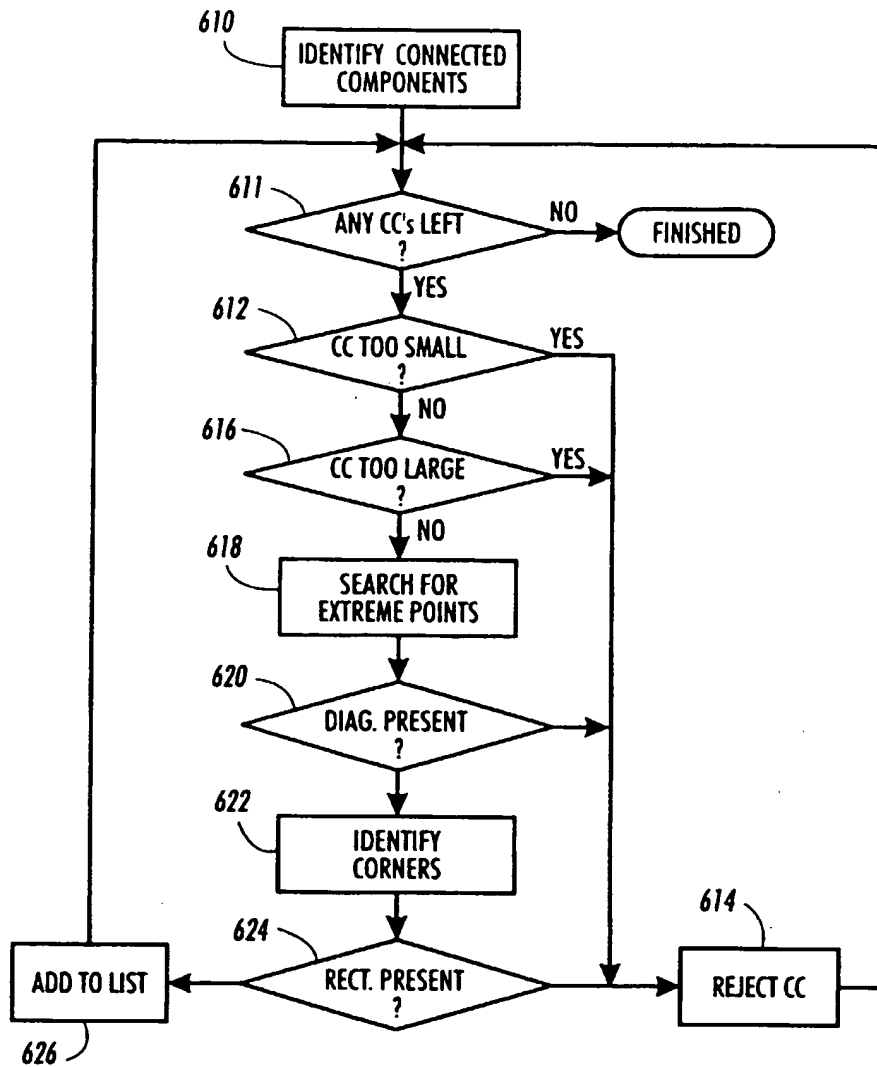 610
IDENTIFY CONNECTED
COMPONENTS
611
ANY CC's LEFT
?
NO
FINISHED
YES
612
CC TOO SMALL
?
YES
NO
616
CC TOO LARGE
?
YES
NO
618
SEARCH FOR
EXTREME POINTS
620
DIAG. PRESENT
?
622
IDENTIFY
CORNERS
624
RECT. PRESENT
?
614
REJECT CC
ADD TO LIST
626